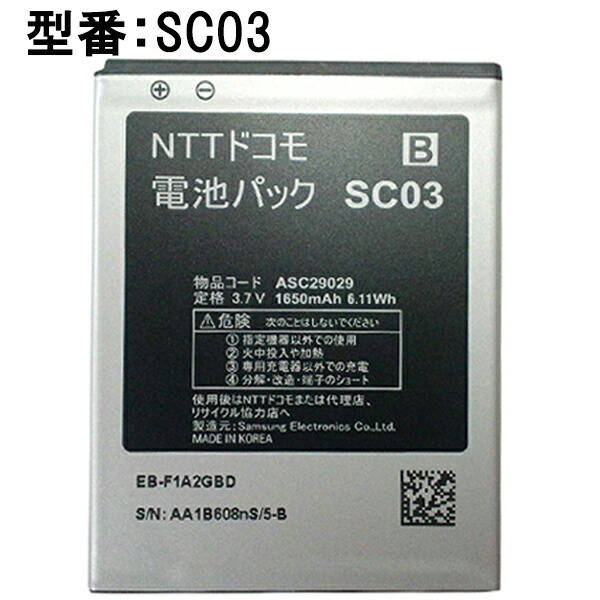 型番:SC03
NTTドコモ B
電池パック SC03
物品コード ASC29029
定格 3.7V 1650mAh 6.11Wh
⚠危険 次のことはしないでください
①指定機器以外での使用
②火中投入や加熱
③専用充電器以外での充電
④分解・改造・端子のショート
使用後はNTTドコモまたは代理店、
リサイクル協力店へ
製造元:Samsung Electronics Co.,Ltd.
MADE IN KOREA
EB-F1A2GBD
S/N: AA1B608nS/5-B